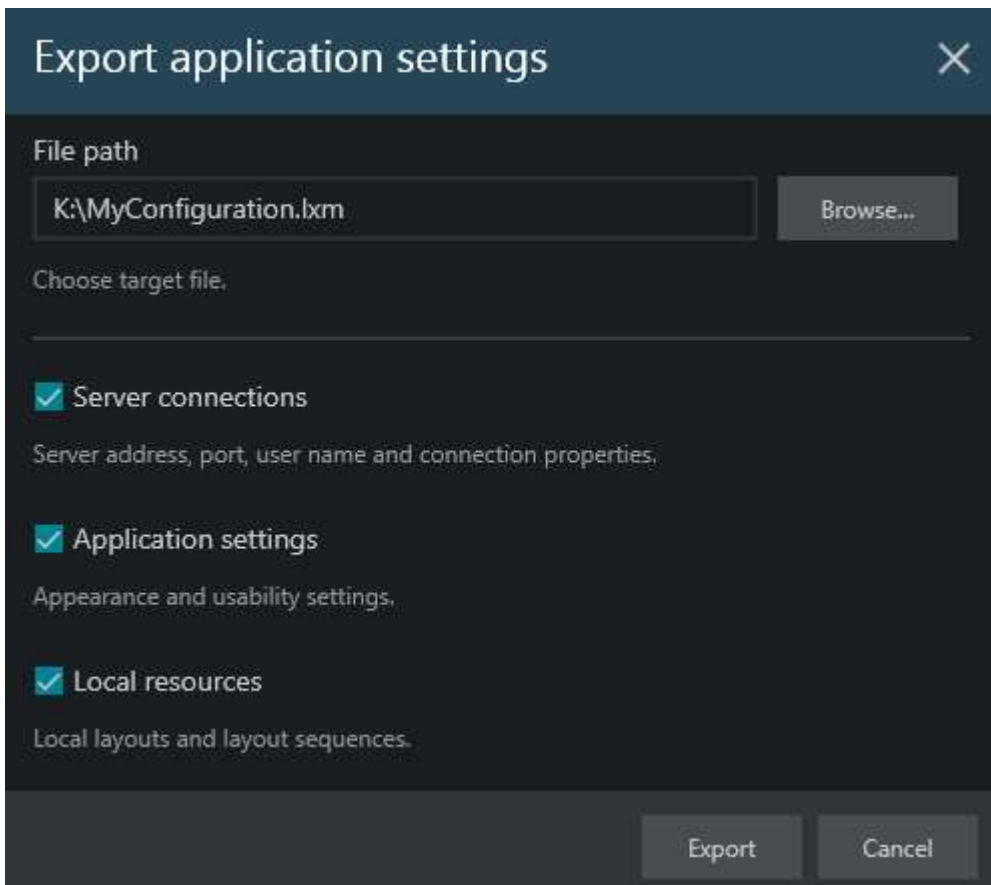 Export application settings
File path
K:\MyConfiguration.lxm
Browse...
Choose target file.
Server connections
Server address, port, user name and connection properties.
Application settings
Appearance and usability settings.
Local resources
Local layouts and layout sequences.
Export
Cancel